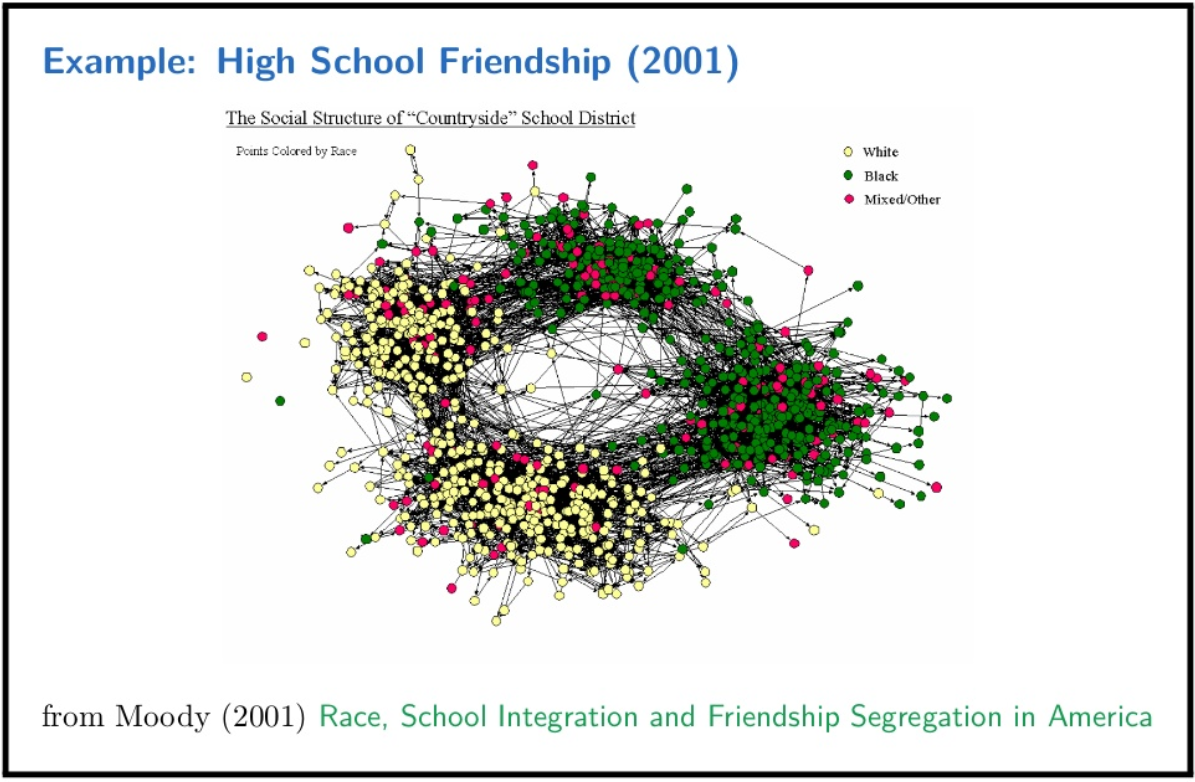 Example: High School Friendship (2001)
The Social Structure of “Countryside” School District
Points Colored by Race
White
Black
Mixed/Other
from Moody (2001) Race, School Integration and Friendship Segregation in America